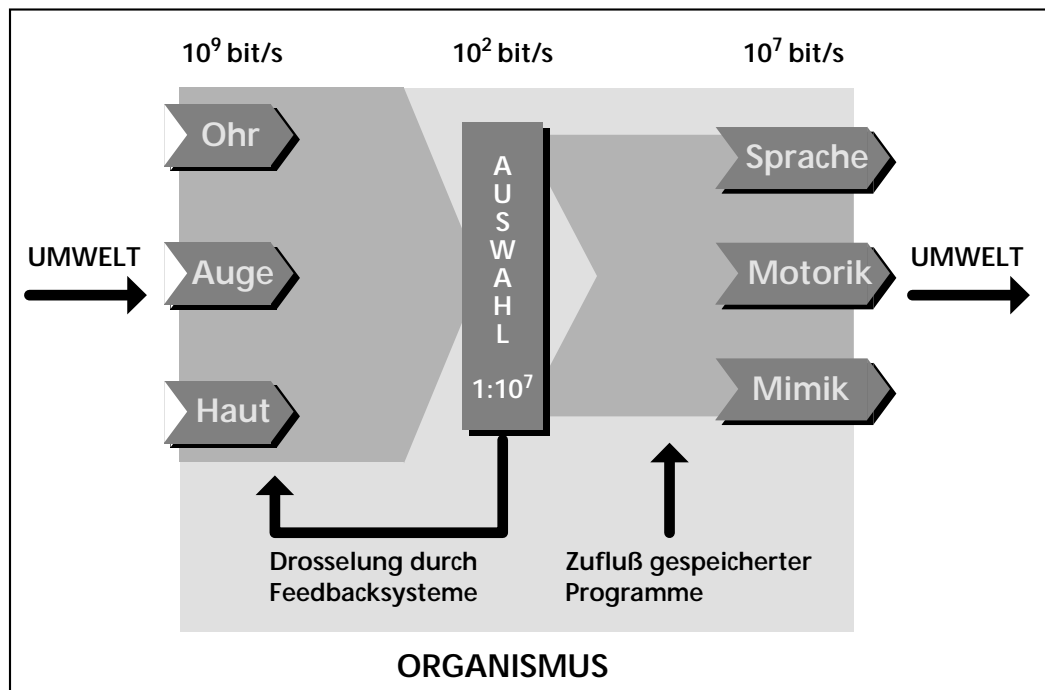 10⁹ bit/s
10² bit/s
10⁷ bit/s
Ohr
Auge
Haut
UMWELT
AUSWAHL
1:10⁷
Sprache
Motorik
Mimik
UMWELT
Drosselung durch
Feedbacksysteme
Zufluß gespeicherter
Programme
ORGANISMUS